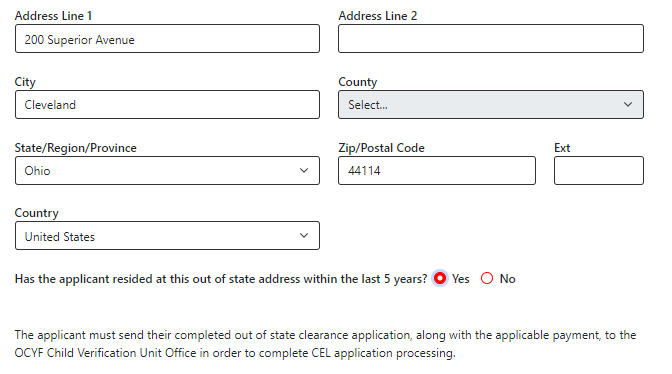 Address Line 1 Address Line 2
200 Superior Avenue
City County
Cleveland Select...
State/Region/Province Zip/Postal Code Ext
Ohio 44114
Country
United States
Has the applicant resided at this out of state address within the last 5 years? Yes No
The applicant must send their completed out of state clearance application, along with the applicable payment, to the
OCYF Child Verification Unit Office in order to complete CEL application processing.